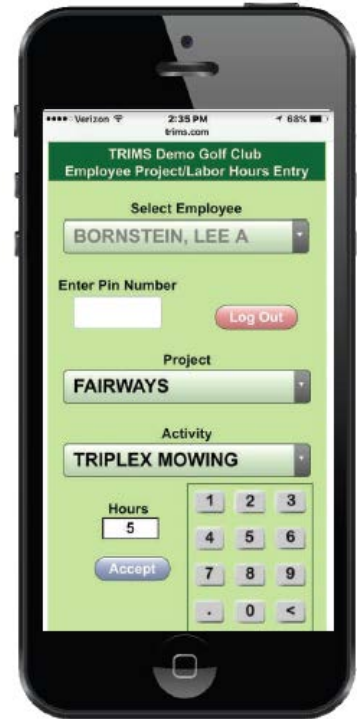 Verizon 2:35 PM 68%
trims.com
TRIMS Demo Golf Club
Employee Project/Labor Hours Entry
Select Employee
BORNSTEIN, LEE A
Enter Pin Number
Log Out
Project
FAIRWAYS
Activity
TRIPLEX MOWING
Hours
5
Accept
1 2 3
4 5 6
7 8 9
. 0 <